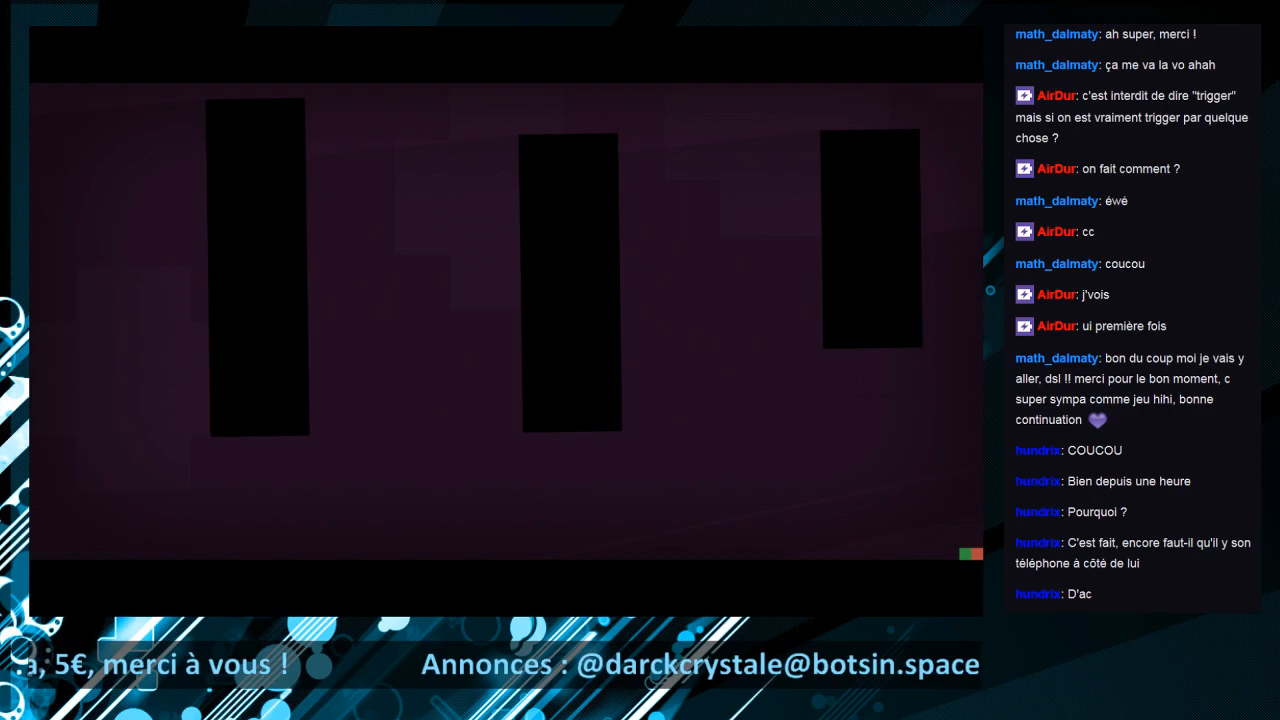 math_dalmaty: ah super, merci !
math_dalmaty: ça me va la vo ahah
AirDur: c'est interdit de dire "trigger"
mais si on est vraiment trigger par quelque
chose ?
AirDur: on fait comment ?
math_dalmaty: éwé
AirDur: cc
math_dalmaty: coucou
AirDur: j'vois
AirDur: ui première fois
math_dalmaty: bon du coup moi je vais y
aller, dsl !! merci pour le bon moment, c
super sympa comme jeu hihi, bonne
continuation
hundrix: COUCOU
hundrix: Bien depuis une heure
hundrix: Pourquoi ?
hundrix: C'est fait, encore faut-il qu'il y son
téléphone à côté de lui
hundrix: D'ac
5€, merci à vous ! Annonces : @darckcrystale@botsin.space